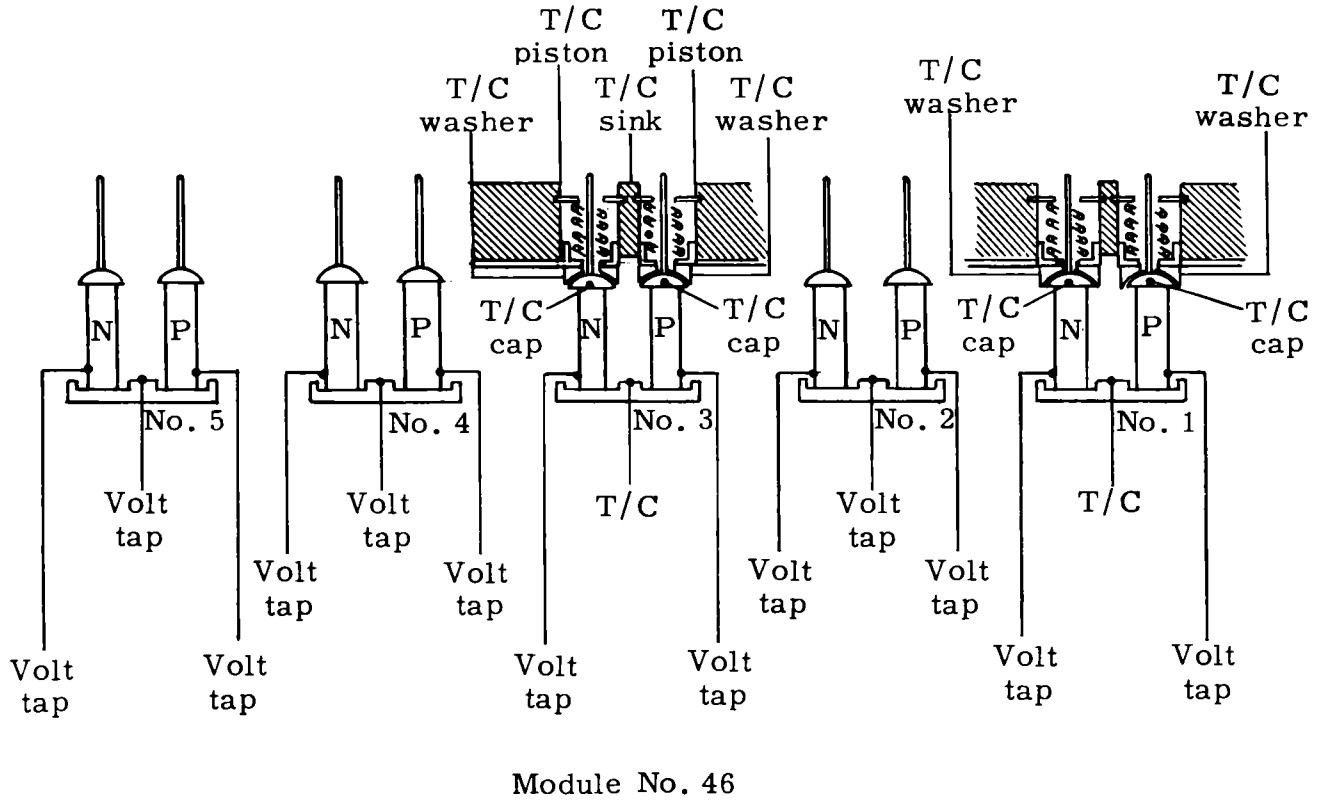 T/C
piston
T/C
piston
T/C
washer
T/C
sink
T/C
washer
T/C
washer
T/C
washer
T/C
cap
T/C
cap
T/C
cap
T/C
cap
N
P
N
P
N
P
N
P
N
P
No. 5
No. 4
No. 3
No. 2
No. 1
Volt
tap
Volt
tap
T/C
Volt
tap
T/C
Volt
tap
Volt
tap
Volt
tap
Volt
tap
Volt
tap
Volt
tap
Volt
tap
Volt
tap
Volt
tap
Volt
tap
Module No. 46